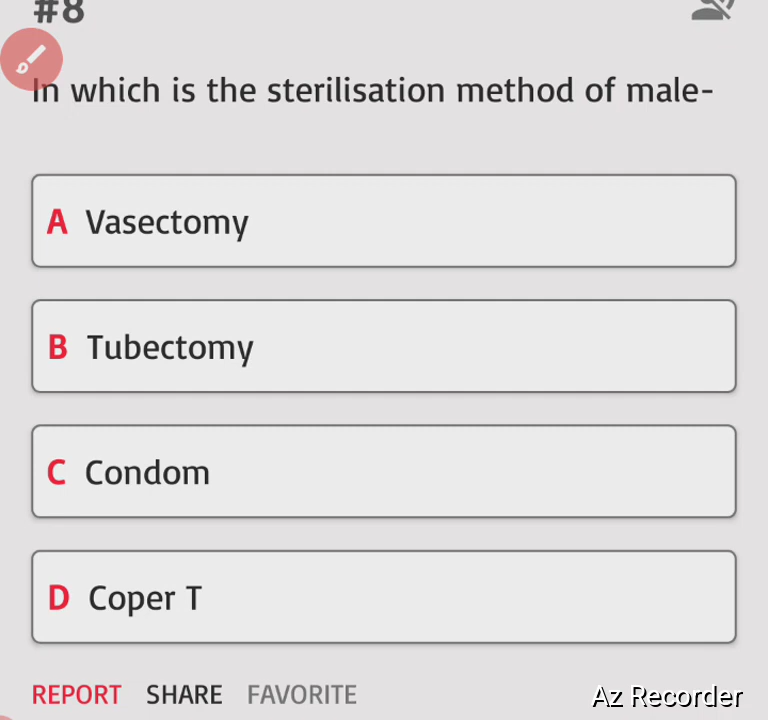 #8
In which is the sterilisation method of male-
A Vasectomy
B Tubectomy
C Condom
D Coper T
REPORT SHARE FAVORITE
Az Recorder